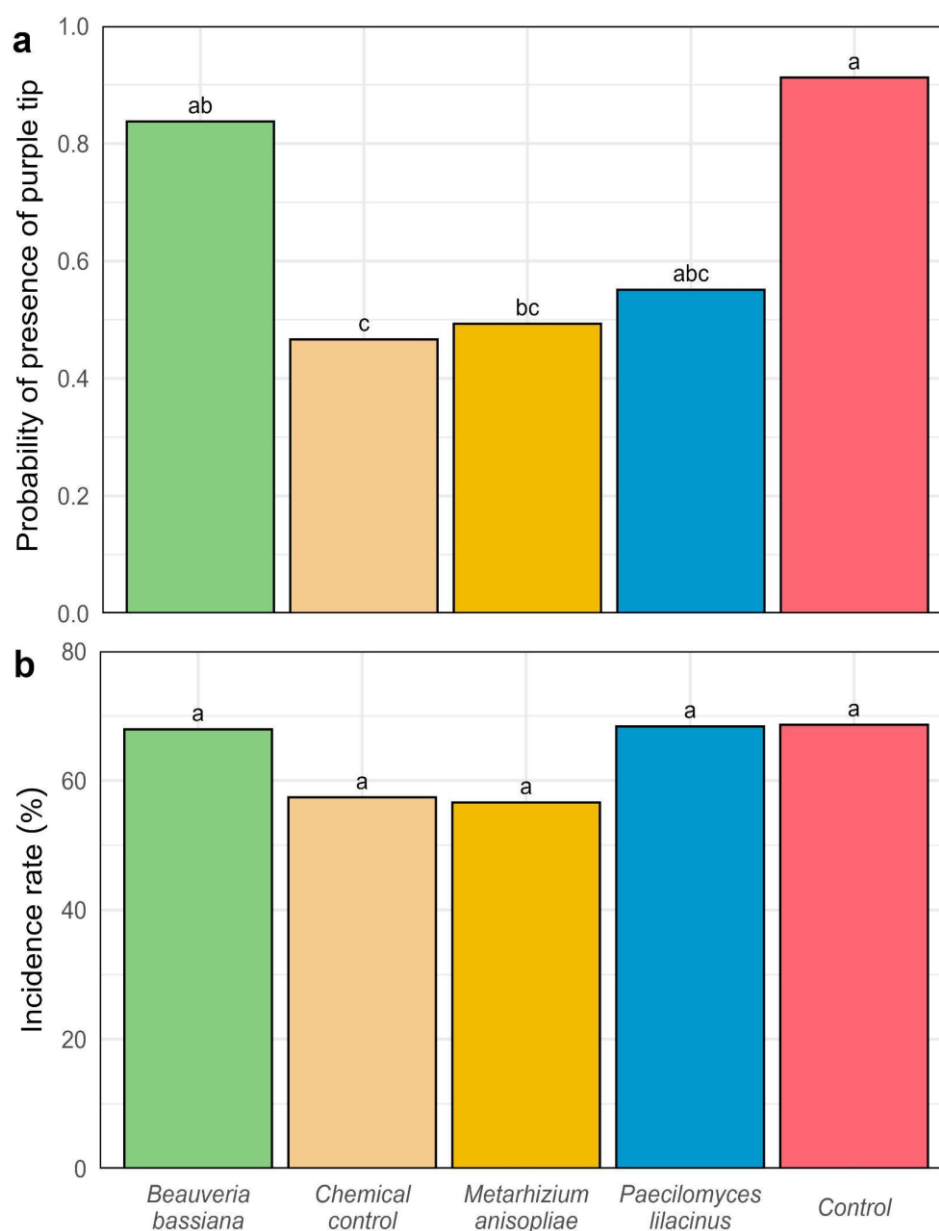 a
Probability of presence of purple tip
1.0
0.8
0.6
0.4
0.2
0.0
ab
c
bc
abc
a
b
Incidence rate (%)
80
60
40
20
0
a
a
a
a
a
Beauveria
bassiana
Chemical
control
Metarhizium
anisopliae
Paecilomyces
lilacinus
Control